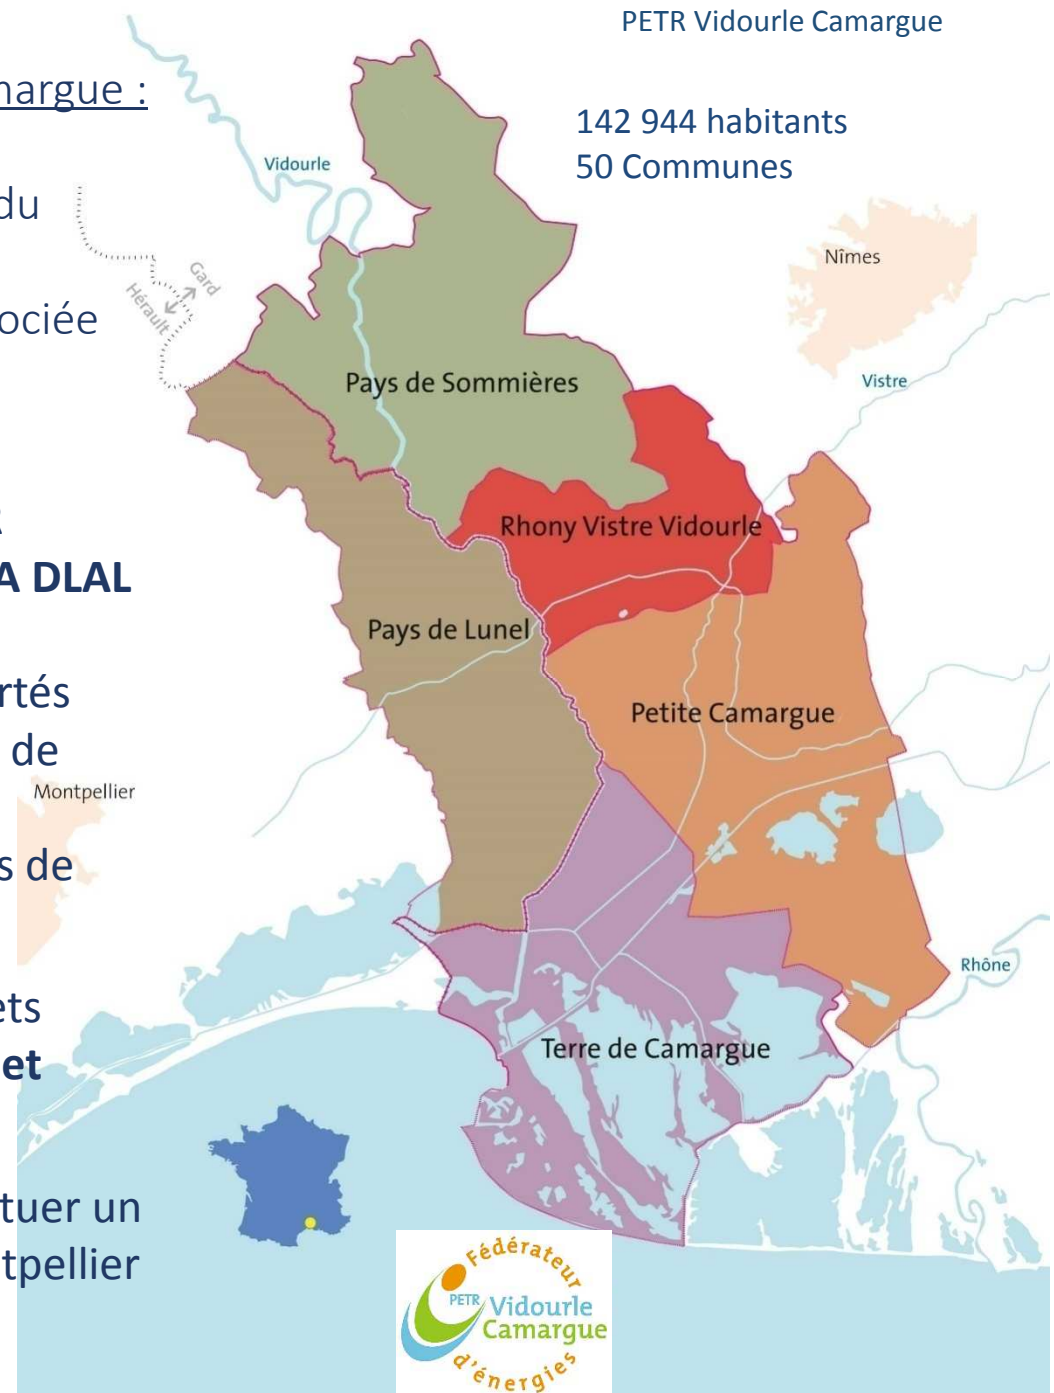 PETR Vidourle Camargue
margue :
142 944 habitants
50 Communes
Vidourle
du
Nîmes
Gard
Hérault
ociée
Vistre
Pays de Sommières
Rhony Vistre Vidourle
A DLAL
Pays de Lunel
rtés
Petite Camargue
de
Montpellier
s de
Rhône
ets
et
Terre de Camargue
tuer un
tpellier
Fédérateur
PETR Vidourle
Camargue
d'énergies